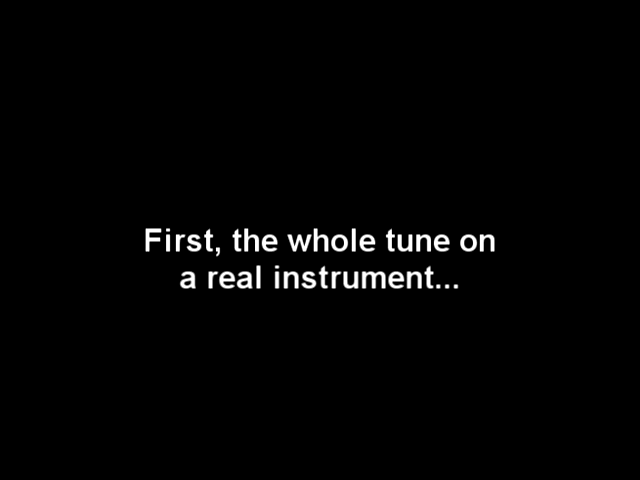 First, the whole tune on
a real instrument...